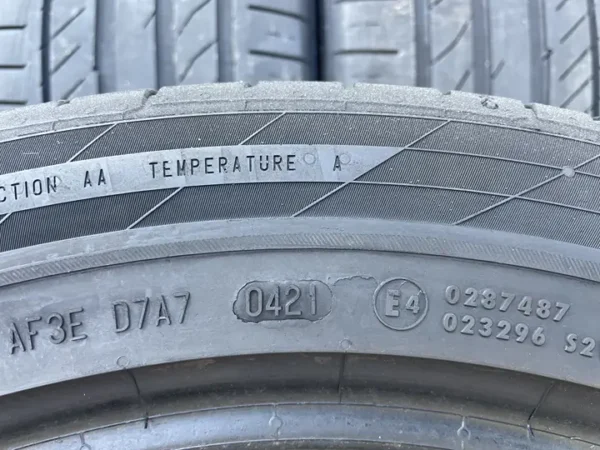 CTION AA TEMPERATURE A
AF3E D7A7 0421 E4 0287487
023296 S2